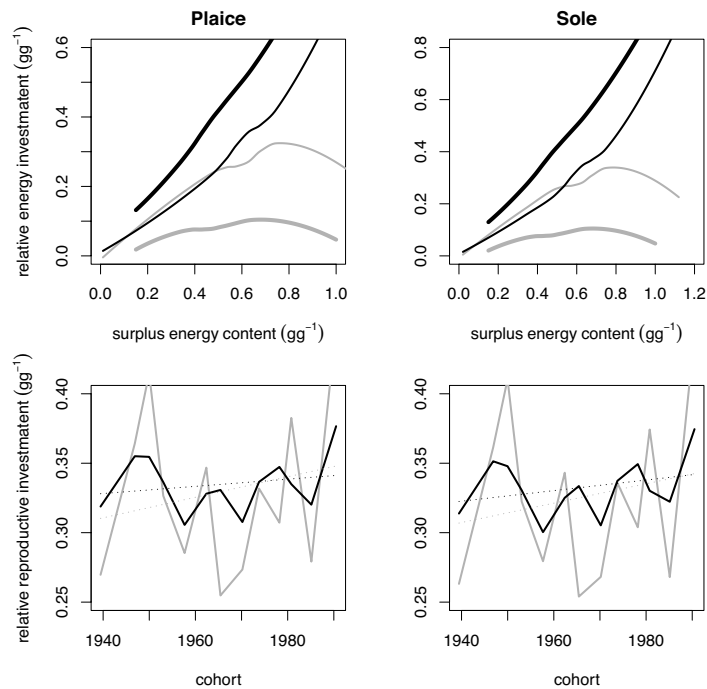 Plaice
Sole
relative energy investmatent (gg⁻¹)
0.6
0.4
0.2
0.0
0.8
0.6
0.4
0.2
0.0
0.0 0.2 0.4 0.6 0.8 1.0
0.0 0.2 0.4 0.6 0.8 1.0 1.2
surplus energy content (gg⁻¹)
surplus energy content (gg⁻¹)
relative reproductive investmatent (gg⁻¹)
0.40
0.35
0.30
0.25
0.40
0.35
0.30
0.25
1940 1960 1980
1940 1960 1980
cohort
cohort